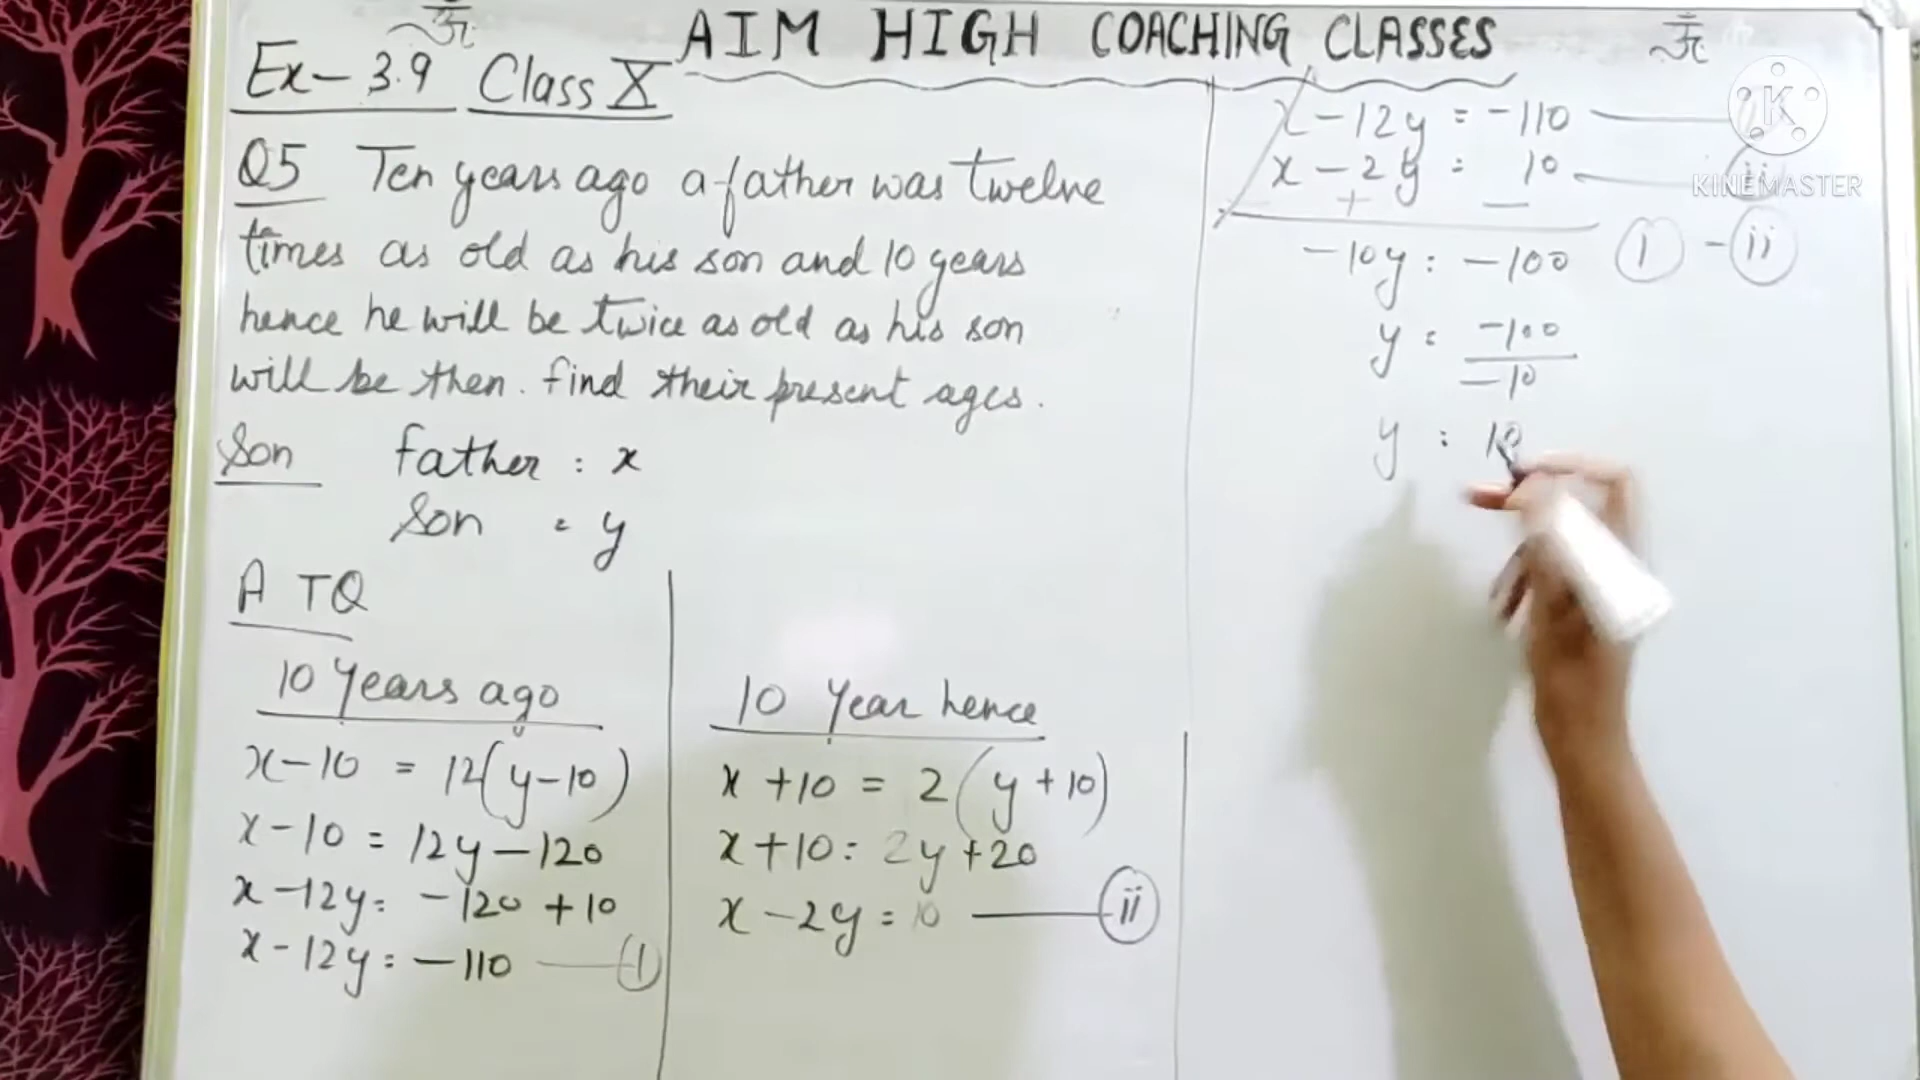 AIM HIGH COACHING CLASSES
Ex- 3.9 Class X
Q5 Ten years ago a father was twelve
times as old as his son and 10 years
hence he will be twice as old as his son
will be then. find their present ages.
Son father : x
Son = y
A TQ
10 Years ago
x-10 = 12(y-10)
x-10 = 12y-120
x-12y= -120+10
x-12y= -110 — (1)
10 Year hence
x+10 = 2(y+10)
x+10 : 2y+20
x-2y = 10 — (ii)
x-12y = -110
x-2y = 10
- + -
-10y : -100 (i) - (ii)
y = -100
-10
y : 10
K
KINEMASTER